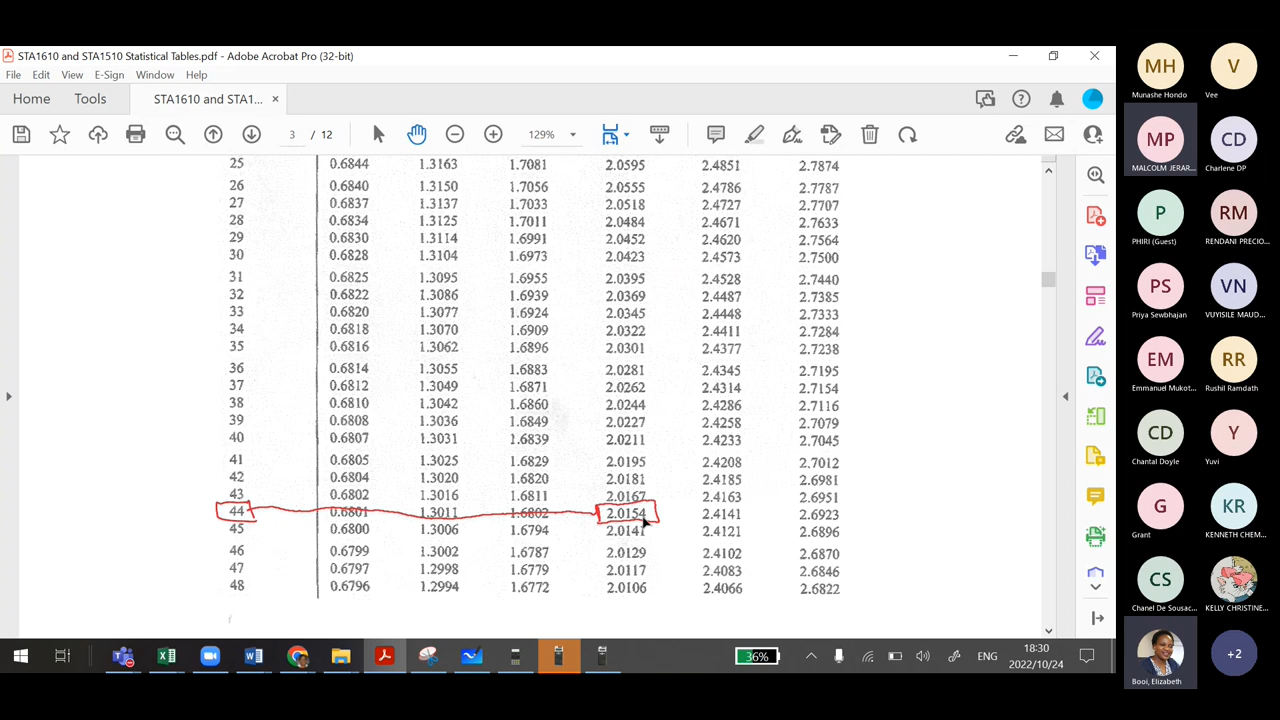 STA1610 and STA1510 Statistical Tables.pdf - Adobe Acrobat Pro (32-bit)
File Edit View E-Sign Window Help
Home Tools STA1610 and STA1... ×
3 / 12 129%
25 0.6844 1.3163 1.7081 2.0595 2.4851 2.7874
26 0.6840 1.3150 1.7056 2.0555 2.4786 2.7787
27 0.6837 1.3137 1.7033 2.0518 2.4727 2.7707
28 0.6834 1.3125 1.7011 2.0484 2.4671 2.7633
29 0.6830 1.3114 1.6991 2.0452 2.4620 2.7564
30 0.6828 1.3104 1.6973 2.0423 2.4573 2.7500
31 0.6825 1.3095 1.6955 2.0395 2.4528 2.7440
32 0.6822 1.3086 1.6939 2.0369 2.4487 2.7385
33 0.6820 1.3077 1.6924 2.0345 2.4448 2.7333
34 0.6818 1.3070 1.6909 2.0322 2.4411 2.7284
35 0.6816 1.3062 1.6896 2.0301 2.4377 2.7238
36 0.6814 1.3055 1.6883 2.0281 2.4345 2.7195
37 0.6812 1.3049 1.6871 2.0262 2.4314 2.7154
38 0.6810 1.3042 1.6860 2.0244 2.4286 2.7116
39 0.6808 1.3036 1.6849 2.0227 2.4258 2.7079
40 0.6807 1.3031 1.6839 2.0211 2.4233 2.7045
41 0.6805 1.3025 1.6829 2.0195 2.4208 2.7012
42 0.6804 1.3020 1.6820 2.0181 2.4185 2.6981
43 0.6802 1.3016 1.6811 2.0167 2.4163 2.6951
44 0.6801 1.3011 1.6802 2.0154 2.4141 2.6923
45 0.6800 1.3006 1.6794 2.0141 2.4121 2.6896
46 0.6799 1.3002 1.6787 2.0129 2.4102 2.6870
47 0.6797 1.2998 1.6779 2.0117 2.4083 2.6846
48 0.6796 1.2994 1.6772 2.0106 2.4066 2.6822
36% ENG 18:30
2022/10/24
MH V
Munashe Hondo Vee
MP CD
MALCOLM JERAR... Charlene DP
P RM
PHIRI (Guest) RENDANI PRECIO...
PS VN
Priya Sewbhajan VUYISILE MAUD...
EM RR
Emmanuel Mukot... Rushil Ramdath
CD Y
Chantal Doyle Yuvi
G KR
Grant KENNETH CHEM...
CS
Chanel De Sousac... KELLY CHRISTINE...
+2
Booi, Elizabeth